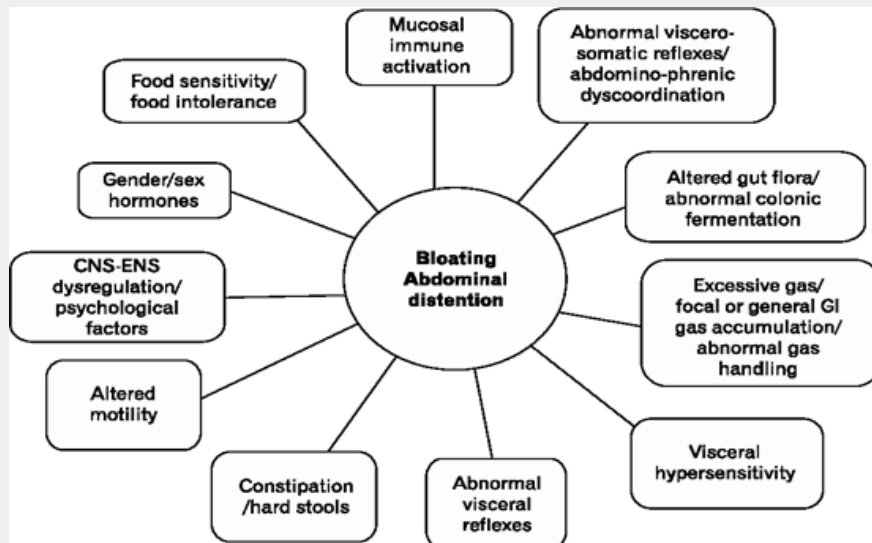 Mucosal
immune
activation
Abnormal viscero-
somatic reflexes/
abdomino-phrenic
dyscoordination
Food sensitivity/
food intolerance
Gender/sex
hormones
Altered gut flora/
abnormal colonic
fermentation
Bloating
Abdominal
distention
CNS-ENS
dysregulation/
psychological
factors
Excessive gas/
focal or general GI
gas accumulation/
abnormal gas
handling
Altered
motility
Visceral
hypersensitivity
Constipation
/hard stools
Abnormal
visceral
reflexes